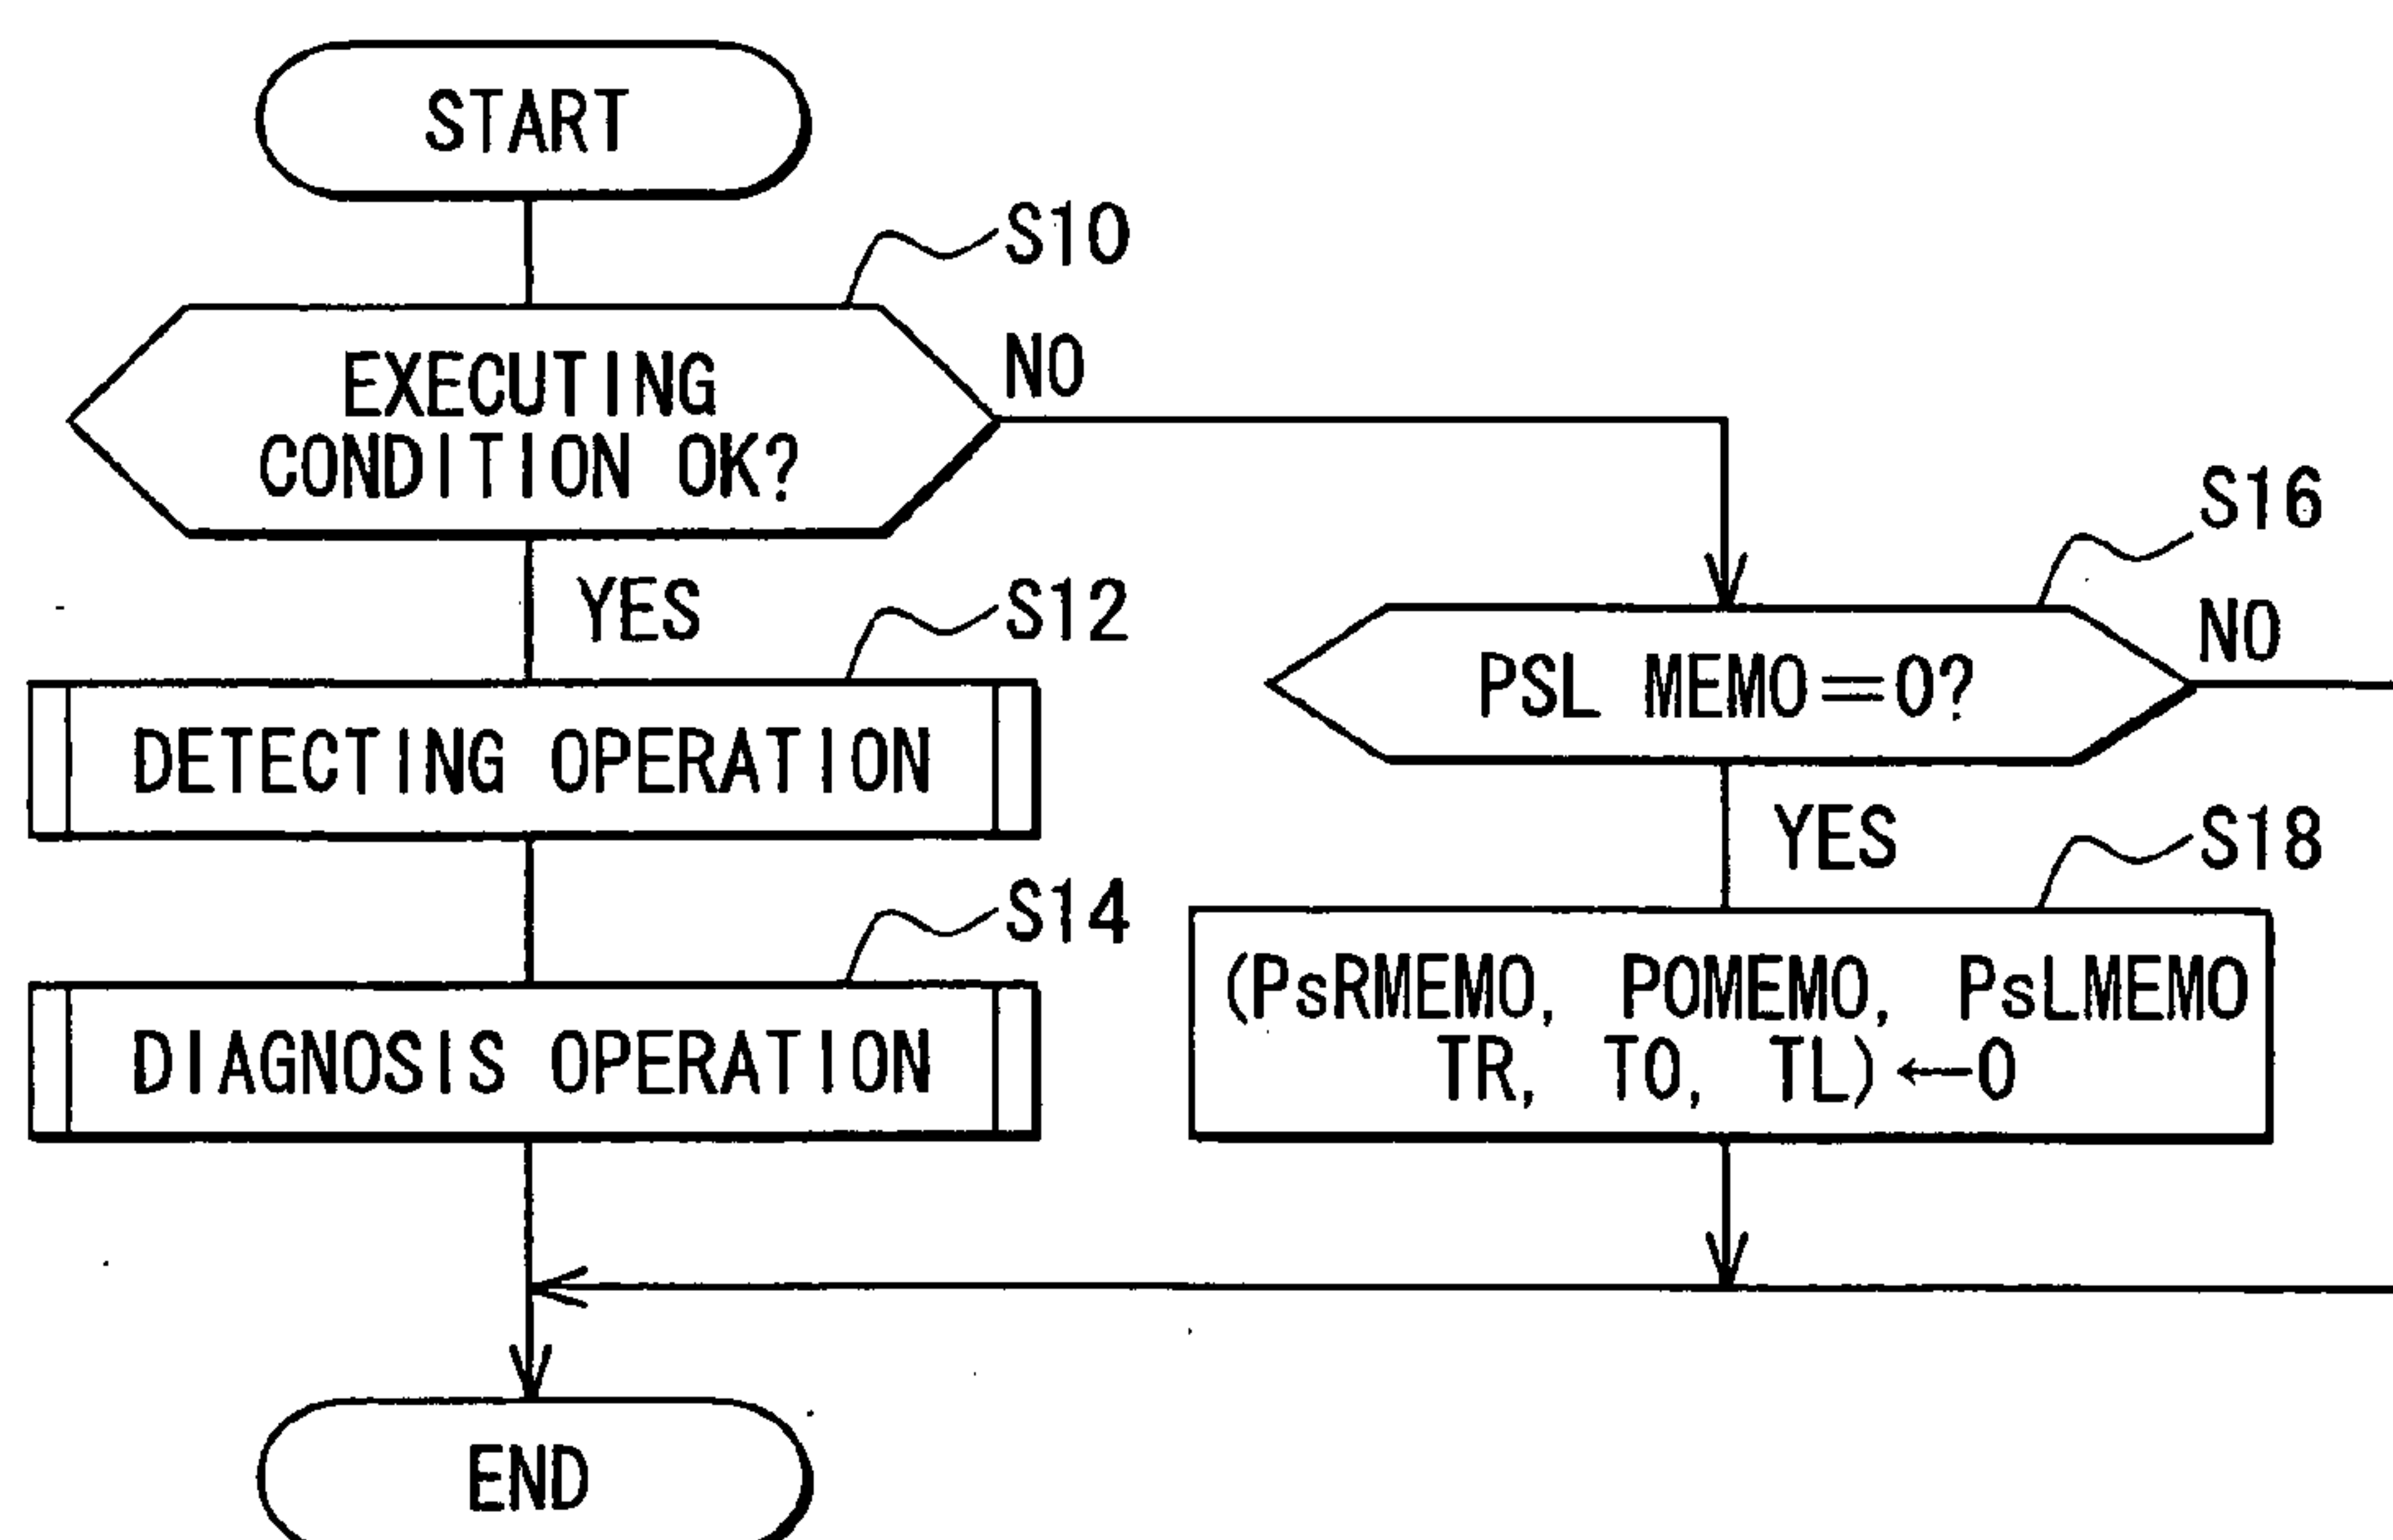 START
S10
EXECUTING
CONDITION OK?
NO
YES
S12
DETECTING OPERATION
S14
DIAGNOSIS OPERATION
S16
PSL MEMO=0?
NO
YES
S18
(PsRMEMO, POMEMO, PsLMEMO
TR, TO, TL)←0
END